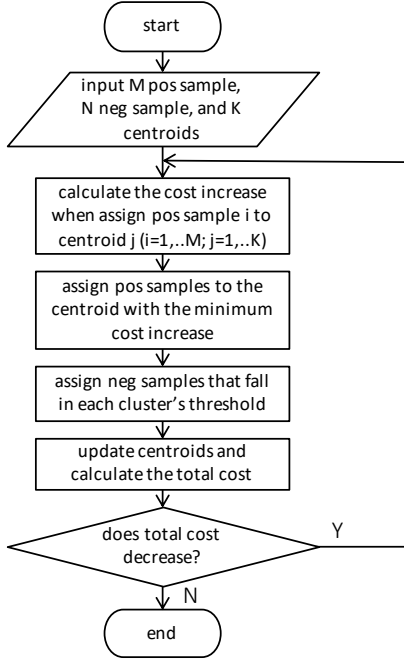 start
input M pos sample,
N neg sample, and K
centroids
calculate the cost increase
when assign pos sample i to
centroid j (i=1,..M; j=1,..K)
assign pos samples to the
centroid with the minimum
cost increase
assign neg samples that fall
in each cluster's threshold
update centroids and
calculate the total cost
does total cost
decrease?
Y
N
end